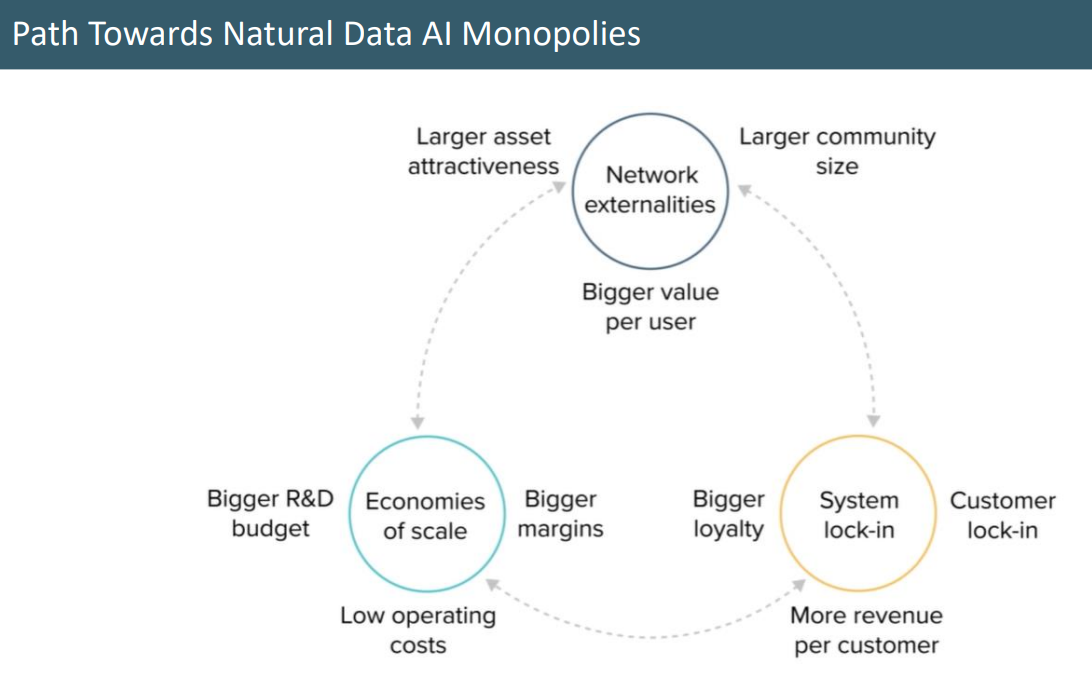 Path Towards Natural Data AI Monopolies
Larger asset
attractiveness
Network
externalities
Larger community
size
Bigger value
per user
Bigger R&D
budget
Economies
of scale
Bigger
margins
Low operating
costs
Bigger
loyalty
System
lock-in
Customer
lock-in
More revenue
per customer